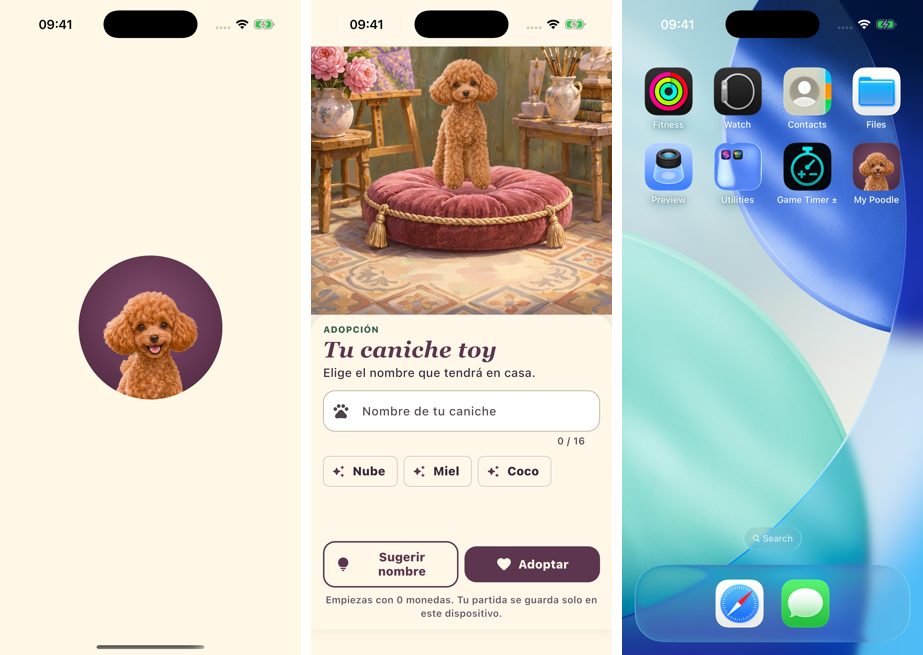 09:41
09:41
ADOPCIÓN
Tu caniche toy
Elige el nombre que tendrá en casa.
Nombre de tu caniche
0 / 16
Nube
Miel
Coco
Sugerir
nombre
Adoptar
Empiezas con 0 monedas. Tu partida se guarda solo en
este dispositivo.
09:41
Fitness
Watch
Contacts
Files
Preview
Utilities
Game Timer ±
My Poodle
Search